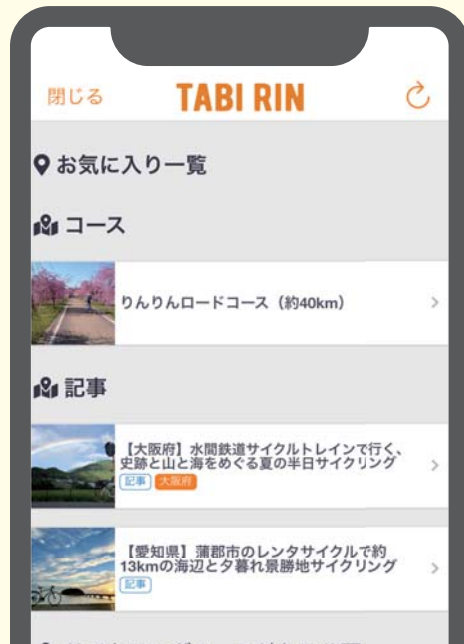 閉じる TABI RIN
お気に入り一覧
コース
りんりんロードコース（約40km）
記事
【大阪府】水間鉄道サイクルトレインで行く、
史跡と山と海をめぐる夏の半日サイクリング
記事 大阪府
【愛知県】蒲郡市のレンタサイクルで約
13kmの海辺と夕暮れ景勝地サイクリング
記事